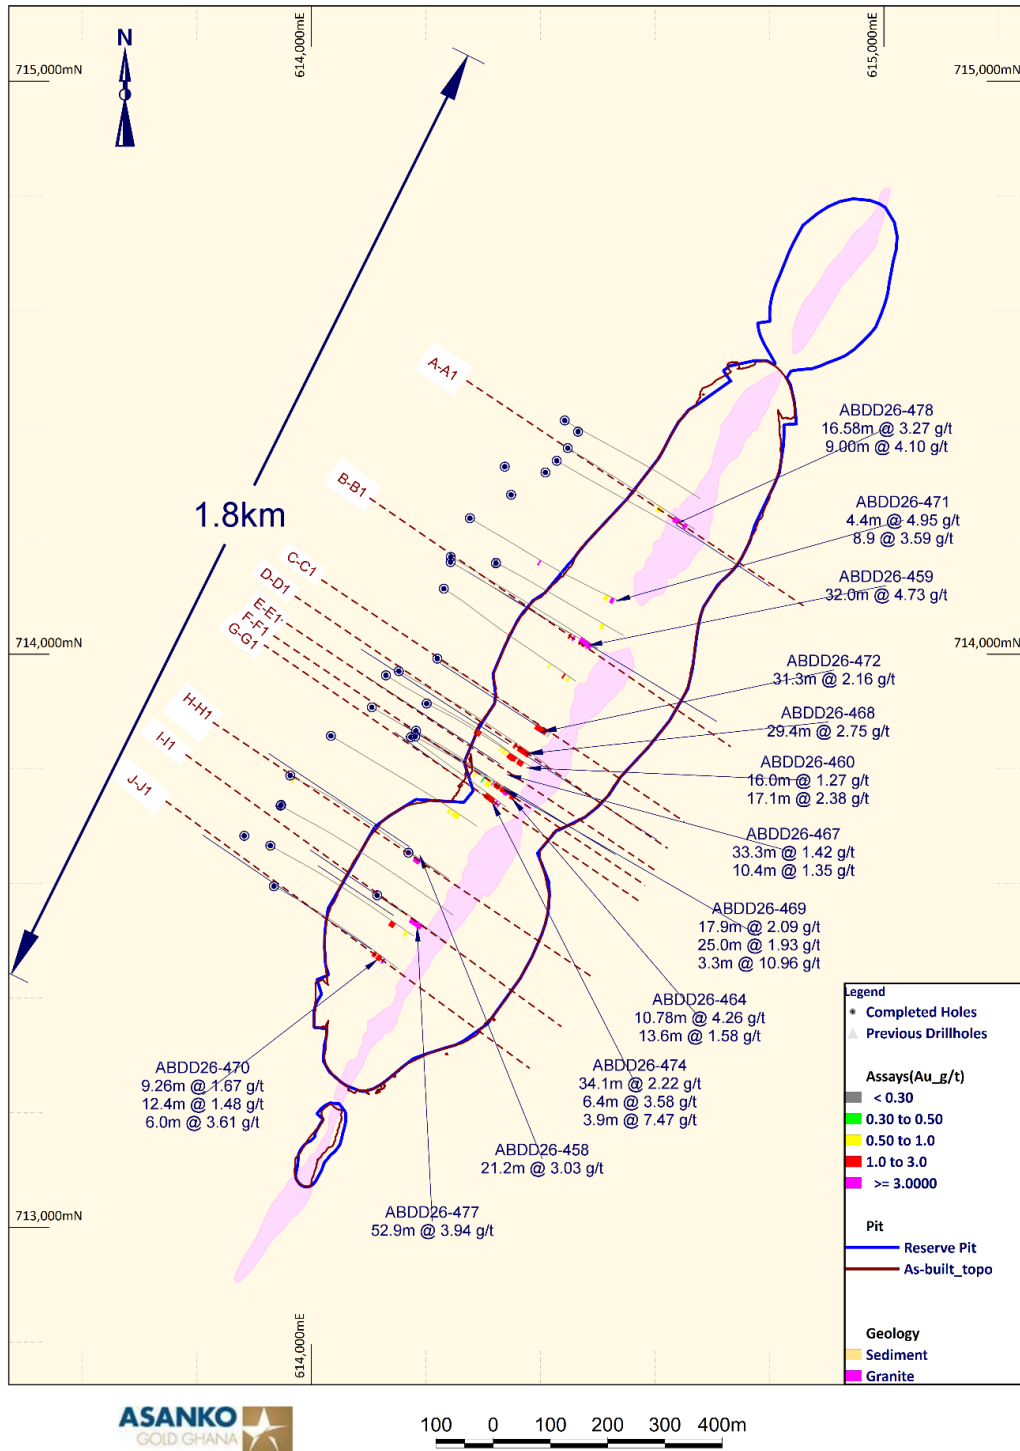 614,000mE
615,000mE
N
715,000mN
715,000mN
A-A1
ABDD26-478
16.58m @ 3.27 g/t
9.00m @ 4.10 g/t
B-B1
1.8km
ABDD26-471
4.4m @ 4.95 g/t
8.9 @ 3.59 g/t
C-C1
D-D1
E-E1
F-F1
G-G1
ABDD26-459
32.0m @ 4.73 g/t
714,000mN
714,000mN
ABDD26-472
31.3m @ 2.16 g/t
H-H1
I-I1
J-J1
ABDD26-468
29.4m @ 2.75 g/t
ABDD26-460
16.0m @ 1.27 g/t
17.1m @ 2.38 g/t
ABDD26-467
33.3m @ 1.42 g/t
10.4m @ 1.35 g/t
ABDD26-469
17.9m @ 2.09 g/t
25.0m @ 1.93 g/t
3.3m @ 10.96 g/t
ABDD26-464
10.78m @ 4.26 g/t
13.6m @ 1.58 g/t
ABDD26-470
9.26m @ 1.67 g/t
12.4m @ 1.48 g/t
6.0m @ 3.61 g/t
ABDD26-474
34.1m @ 2.22 g/t
6.4m @ 3.58 g/t
3.9m @ 7.47 g/t
ABDD26-458
21.2m @ 3.03 g/t
ABDD26-477
52.9m @ 3.94 g/t
713,000mN
614,000mE
Legend
Completed Holes
Previous Drillholes
Assays(Au_g/t)
< 0.30
0.30 to 0.50
0.50 to 1.0
1.0 to 3.0
>= 3.0000
Pit
Reserve Pit
As-built_topo
Geology
Sediment
Granite
ASANKO
GOLD GHANA
100 0 100 200 300 400m